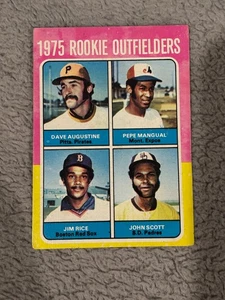 1975 ROOKIE OUTFIELDERS
DAVE AUGUSTINE
Pitts. Pirates
PEPE MANGUAL
Mont. Expos
JIM RICE
Boston Red Sox
JOHN SCOTT
S.D. Padres